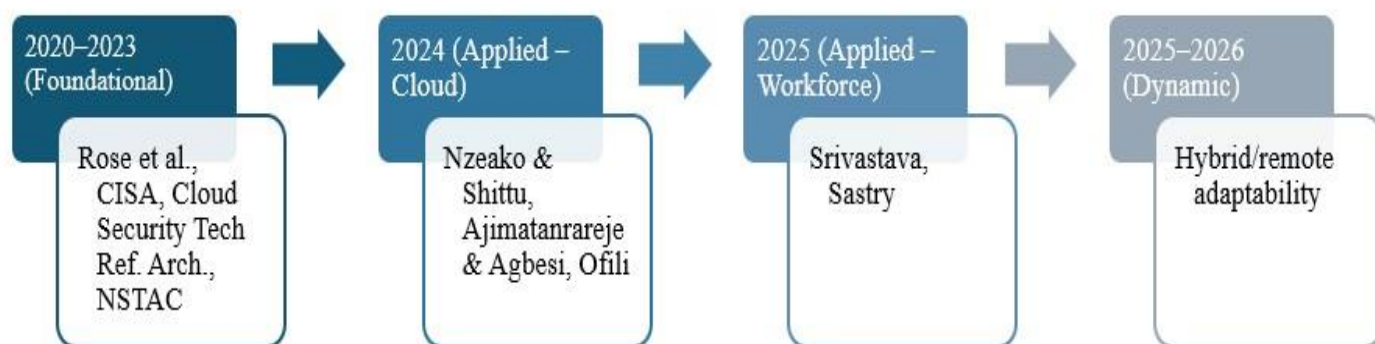 2020–2023
(Foundational)
Rose et al.,
CISA, Cloud
Security Tech
Ref. Arch.,
NSTAC
2024 (Applied –
Cloud)
Nzeako &
Shittu,
Ajimatanrareje
& Agbesi, Ofili
2025 (Applied –
Workforce)
Srivastava,
Sastry
2025–2026
(Dynamic)
Hybrid/remote
adaptability